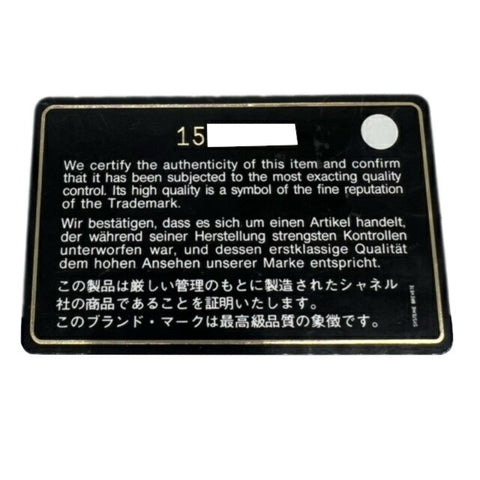 15
We certify the authenticity of this item and confirm
that it has been subjected to the most exacting quality
control. Its high quality is a symbol of the fine reputation
of the Trademark.
Wir bestätigen, dass es sich um einen Artikel handelt,
der während seiner Herstellung strengsten Kontrollen
unterworfen war, und dessen erstklassige Qualität
dem hohen Ansehen unserer Marke entspricht.
この製品は厳しい管理のもとに製造されたシャネル
社の商品であることを証明いたします。
このブランド・マークは最高級品質の象徴です。